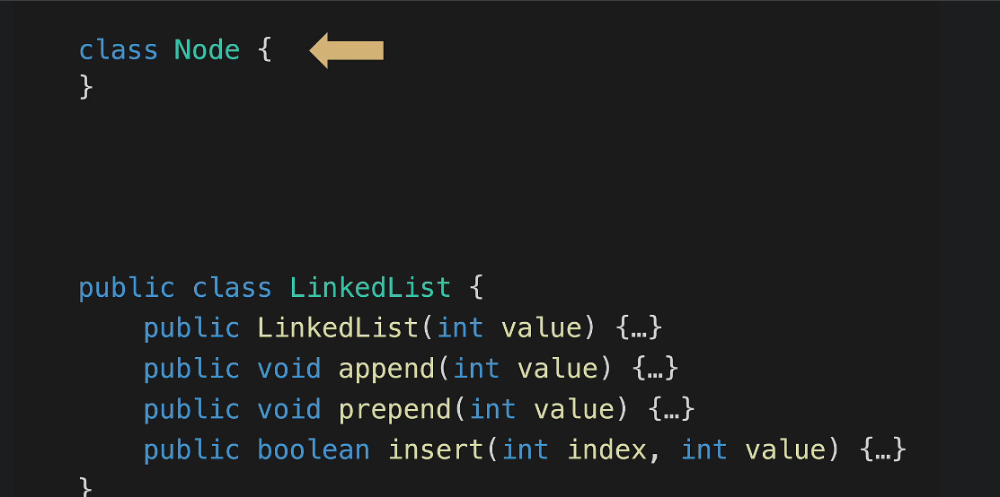 class Node {
}
public class LinkedList {
    public LinkedList(int value) {…}
    public void append(int value) {…}
    public void prepend(int value) {…}
    public boolean insert(int index, int value) {…}
}